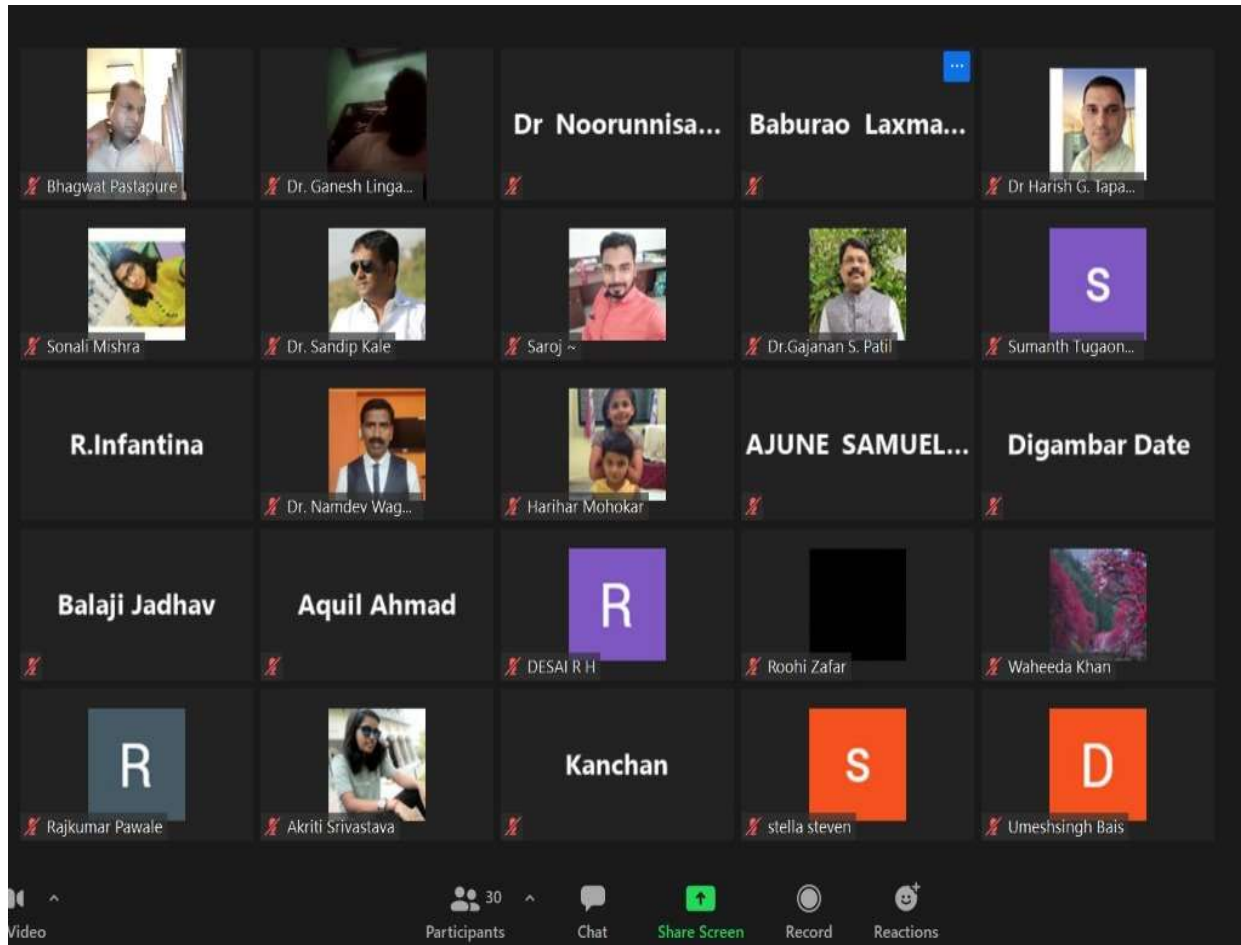 Bhagwat Pastapure
Dr. Ganesh Linga...
Dr Noorunnisa...
Baburao Laxma...
Dr Harish G. Tapa...
Sonali Mishra
Dr. Sandip Kale
Saroj ~
Dr.Gajanan S. Patil
S
Sumanth Tugaon...
R.Infantina
Dr. Namdev Wag...
Harihar Mohokar
AJUNE SAMUEL...
Digambar Date
Balaji Jadhav
Aquil Ahmad
R
DESAI R H
Roohi Zafar
Waheeda Khan
R
Rajkumar Pawale
Akriti Srivastava
Kanchan
s
stella steven
D
Umeshsingh Bais
Video
30
Participants
Chat
Share Screen
Record
Reactions